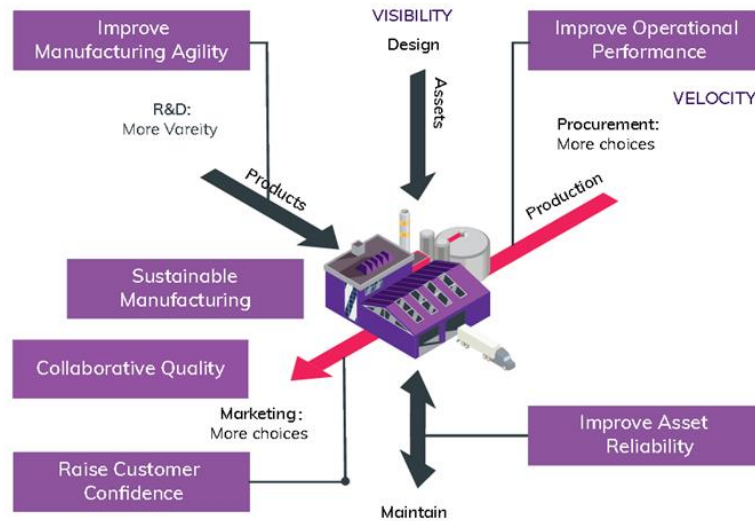 Improve
Manufacturing Agility
VISIBILITY
Design
Improve Operational
Performance
Assets
VELOCITY
R&D:
More Vareity
Procurement:
More choices
Products
Production
Sustainable
Manufacturing
Collaborative Quality
Marketing:
More choices
Improve Asset
Reliability
Raise Customer
Confidence
Maintain